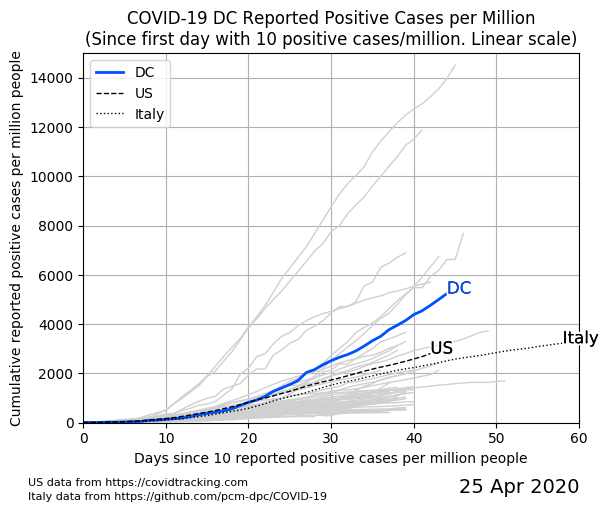 COVID-19 DC Reported Positive Cases per Million
(Since first day with 10 positive cases/million. Linear scale)
Cumulative reported positive cases per million people
14000
12000
10000
8000
6000
4000
2000
0
DC
US
Italy
DC
US
Italy
0 10 20 30 40 50 60
Days since 10 reported positive cases per million people
US data from https://covidtracking.com
Italy data from https://github.com/pcm-dpc/COVID-19
25 Apr 2020